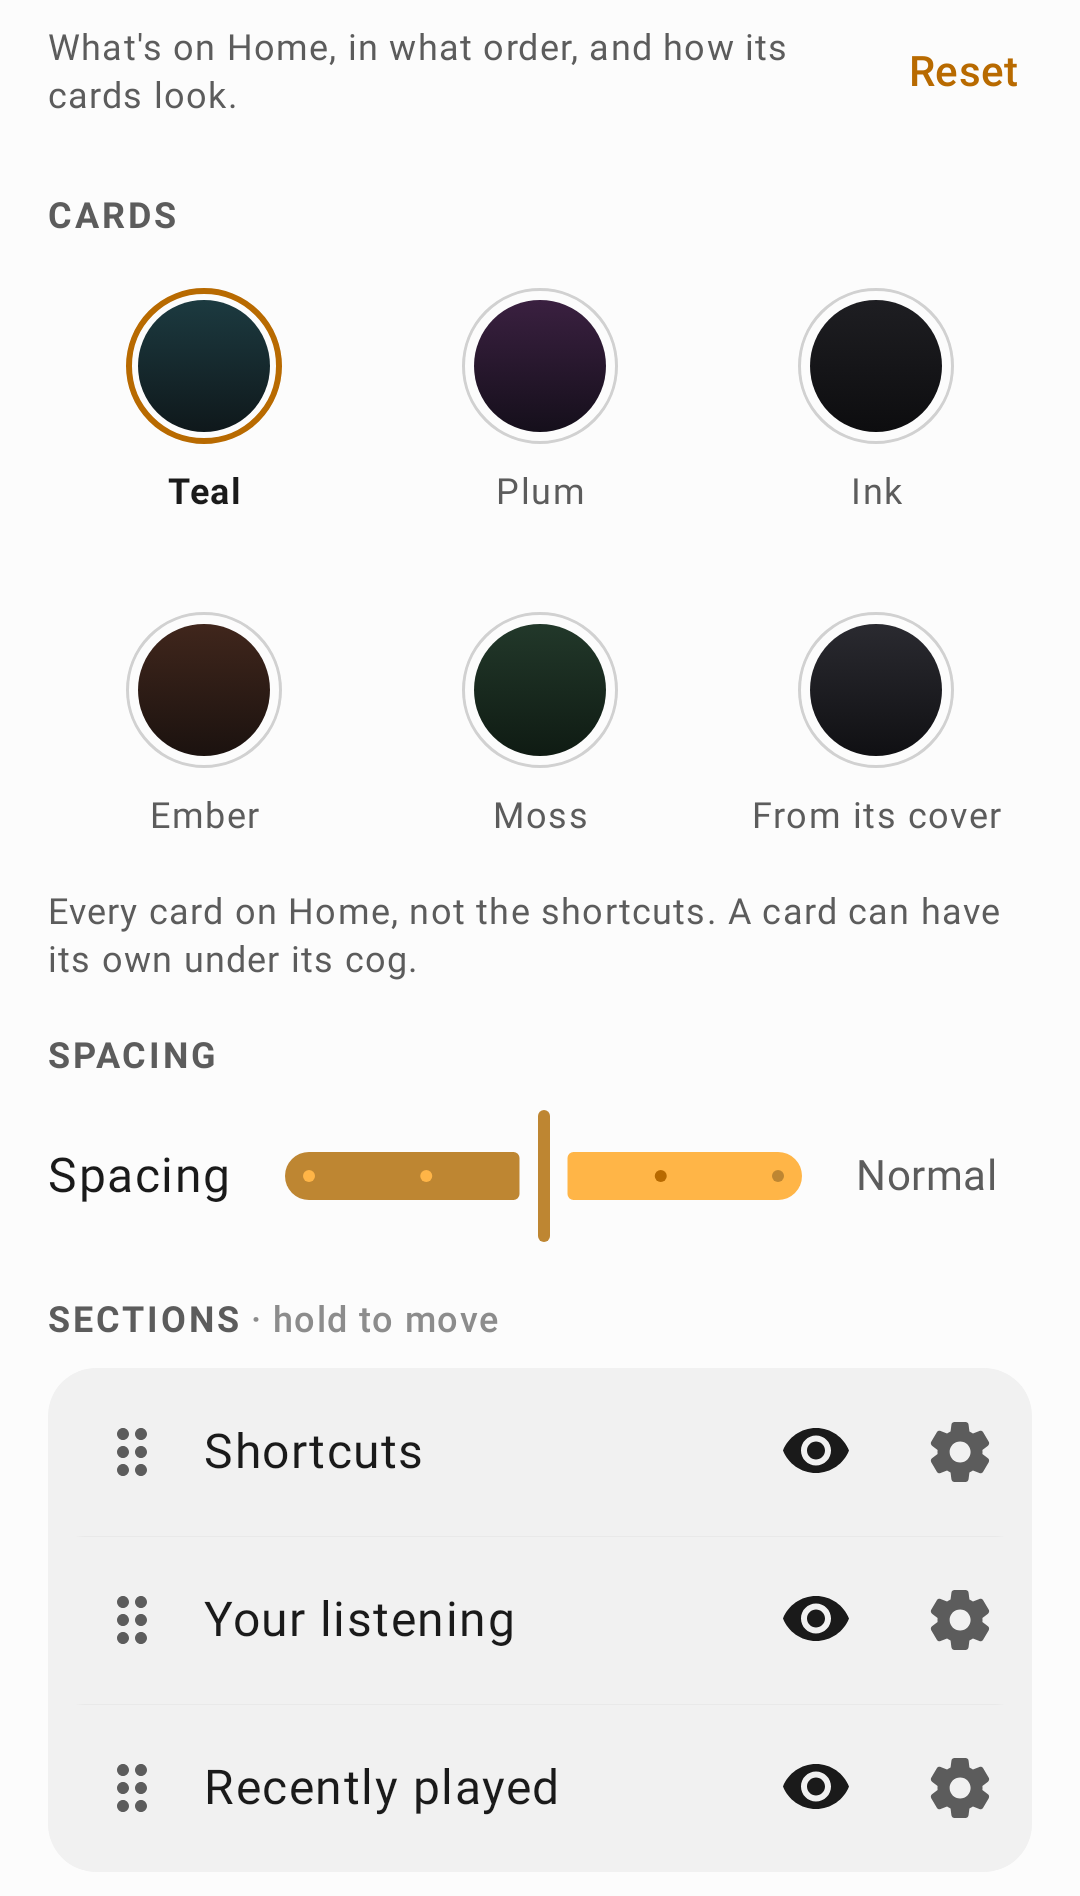 What's on Home, in what order, and how its
cards look.
Reset
CARDS
Teal
Plum
Ink
Ember
Moss
From its cover
Every card on Home, not the shortcuts. A card can have
its own under its cog.
SPACING
Spacing
Normal
SECTIONS · hold to move
Shortcuts
Your listening
Recently played